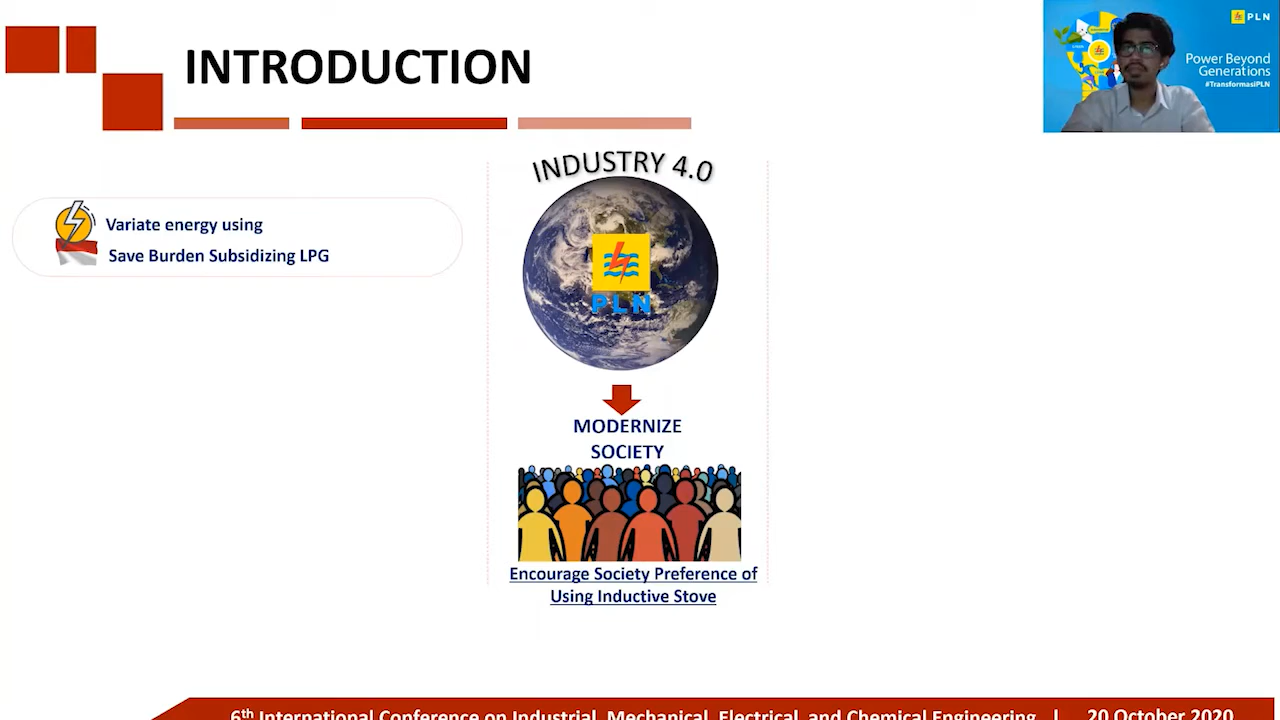 INTRODUCTION
PLN
Power Beyond
Generations
#TransformasiPLN
Variate energy using
Save Burden Subsidizing LPG
INDUSTRY 4.0
PLN
MODERNIZE
SOCIETY
Encourage Society Preference of
Using Inductive Stove
6th International Conference on Industrial, Mechanical, Electrical, and Chemical Engineering | 20 October 2020